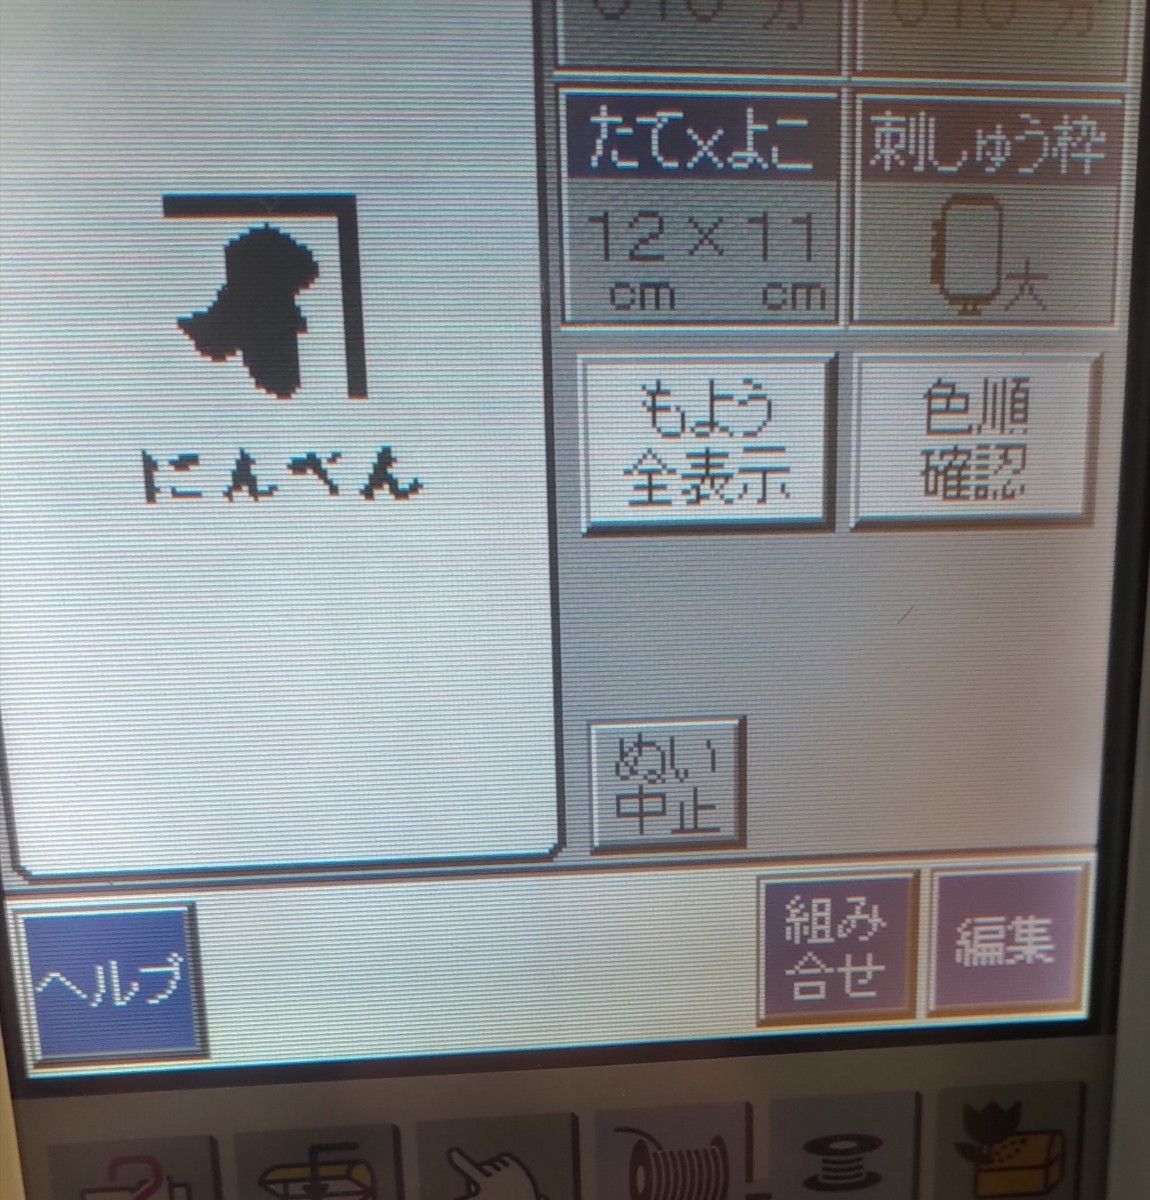 たて×よこ
刺しゅう枠
12×11
cm cm
大
にんべん
もよう
全表示
色順
確認
ぬい
中止
ヘルプ
組み
合せ
編集